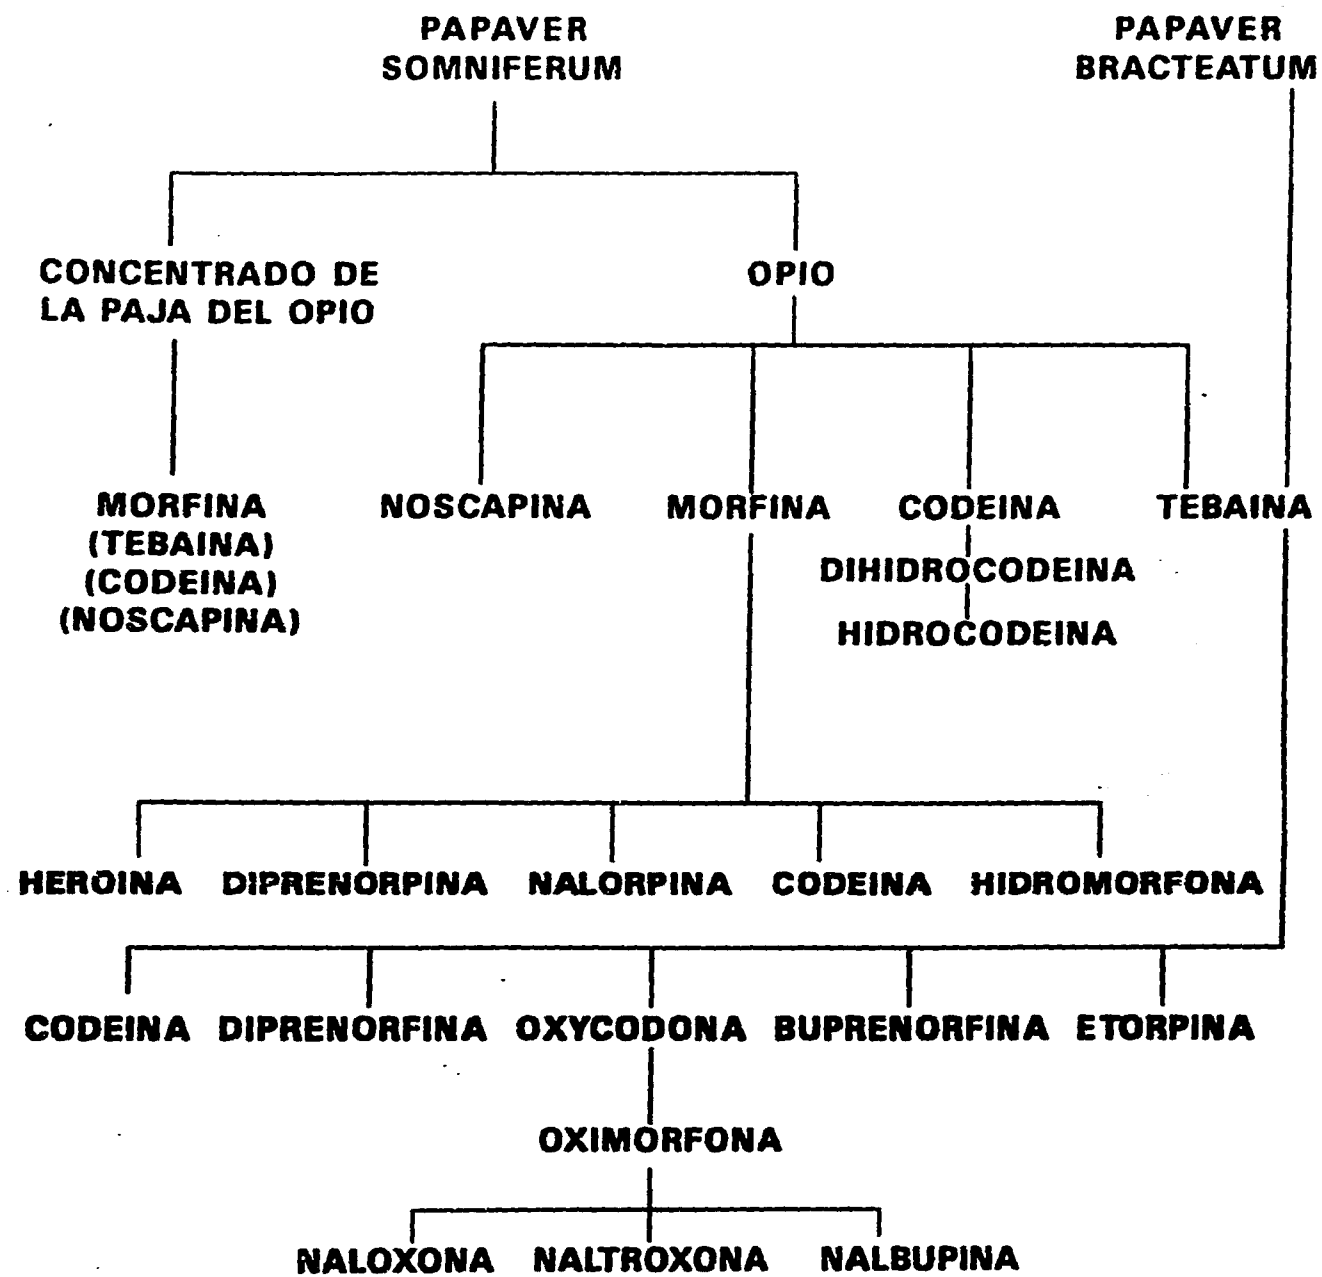 PAPAVER
SOMNIFERUM
PAPAVER
BRACTEATUM
CONCENTRADO DE
LA PAJA DEL OPIO
OPIO
MORFINA
(TEBAINA)
(CODEINA)
(NOSCAPINA)
NOSCAPINA
MORFINA
CODEINA
TEBAINA
DIHIDROCODEINA
HIDROCODEINA
HEROINA DIPRENORPINA NALORPINA CODEINA HIDROMORFONA
CODEINA DIPRENORFINA OXYCODONA BUPRENORFINA ETORPINA
OXIMORFONA
NALOXONA NALTROXONA NALBUPINA